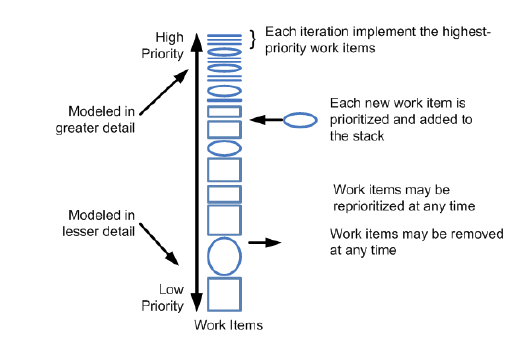 High
Priority
}
Each iteration implement the highest-
priority work items
Modeled in
greater detail
Each new work item is
prioritized and added to
the stack
Work items may be
reprioritized at any time
Modeled in
lesser detail
Work items may be removed
at any time
Low
Priority
Work Items